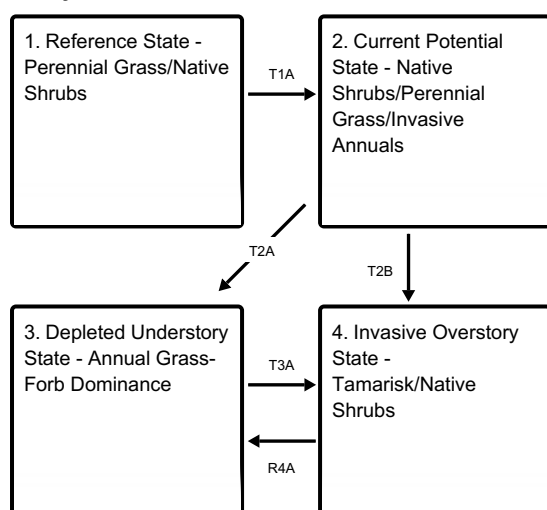 1. Reference State -
Perennial Grass/Native
Shrubs
T1A
2. Current Potential
State - Native
Shrubs/Perennial
Grass/Invasive
Annuals
T2A
T2B
3. Depleted Understory
State - Annual Grass-
Forb Dominance
T3A
R4A
4. Invasive Overstory
State -
Tamarisk/Native
Shrubs